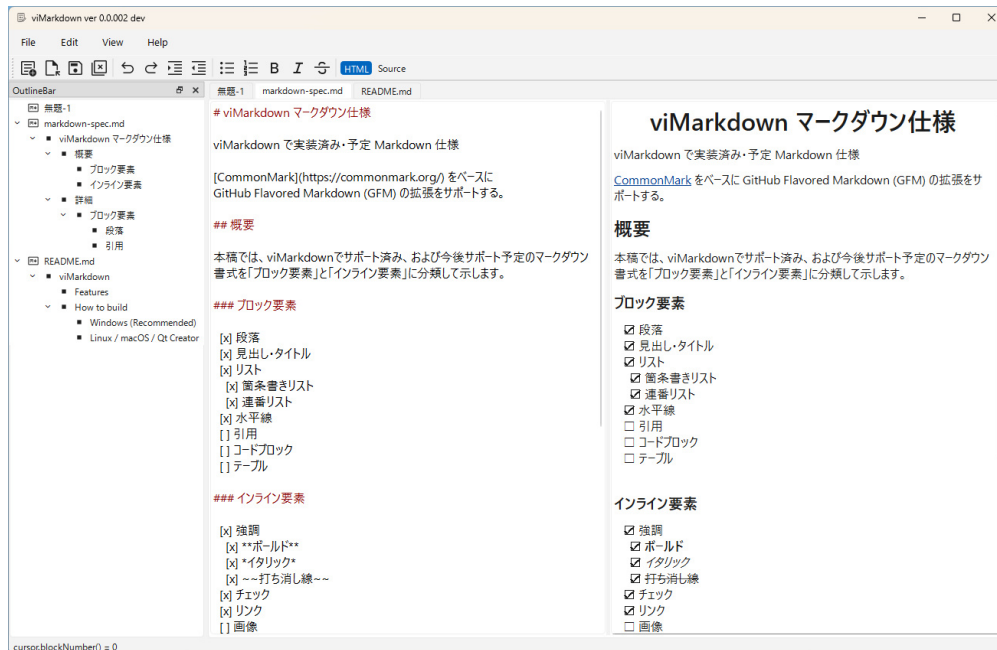 viMarkdown ver 0.0.002 dev
File Edit View Help
B I S HTML Source
OutlineBar
無題-1 markdown-spec.md README.md
無題-1
markdown-spec.md
viMarkdown マークダウン仕様
概要
ブロック要素
インライン要素
詳細
ブロック要素
段落
引用
README.md
viMarkdown
Features
How to build
Windows (Recommended)
Linux / macOS / Qt Creator
# viMarkdown マークダウン仕様
viMarkdown で実装済み・予定 Markdown 仕様
[CommonMark](https://commonmark.org/) をベースに
GitHub Flavored Markdown (GFM) の拡張をサポートする。
## 概要
本稿では、viMarkdownでサポート済み、および今後サポート予定のマークダウン
書式を「ブロック要素」と「インライン要素」に分類して示します。
### ブロック要素
[x] 段落
[x] 見出し・タイトル
[x] リスト
[x] 箇条書きリスト
[x] 連番リスト
[x] 水平線
[ ] 引用
[ ] コードブロック
[ ] テーブル
### インライン要素
[x] 強調
[x] **ボールド**
[x] *イタリック*
[x] ~~打ち消し線~~
[x] チェック
[x] リンク
[ ] 画像
viMarkdown マークダウン仕様
viMarkdown で実装済み・予定 Markdown 仕様
CommonMark をベースに GitHub Flavored Markdown (GFM) の拡張をサ
ポートする。
概要
本稿では、viMarkdownでサポート済み、および今後サポート予定のマークダウン
書式を「ブロック要素」と「インライン要素」に分類して示します。
ブロック要素
☑ 段落
☑ 見出し・タイトル
☑ リスト
☑ 箇条書きリスト
☑ 連番リスト
☑ 水平線
☐ 引用
☐ コードブロック
☐ テーブル
インライン要素
☑ 強調
☑ ボールド
☑ イタリック
☑ 打ち消し線
☑ チェック
☑ リンク
☐ 画像
cursor.blockNumber() = 0